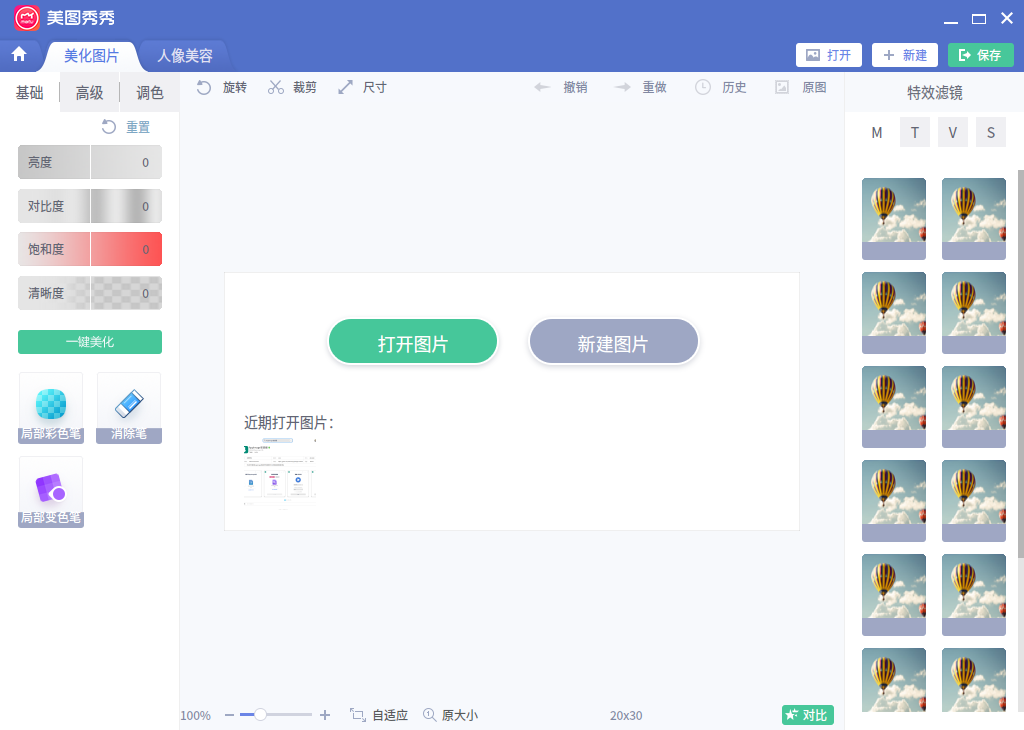 美图秀秀
美化图片
人像美容
打开
新建
保存
基础
高级
调色
旋转
裁剪
尺寸
撤销
重做
历史
原图
特效滤镜
重置
M
T
V
S
亮度
0
对比度
0
饱和度
0
清晰度
0
一键美化
局部彩色笔
消除笔
局部变色笔
打开图片
新建图片
近期打开图片:
100%
自适应
原大小
20x30
对比